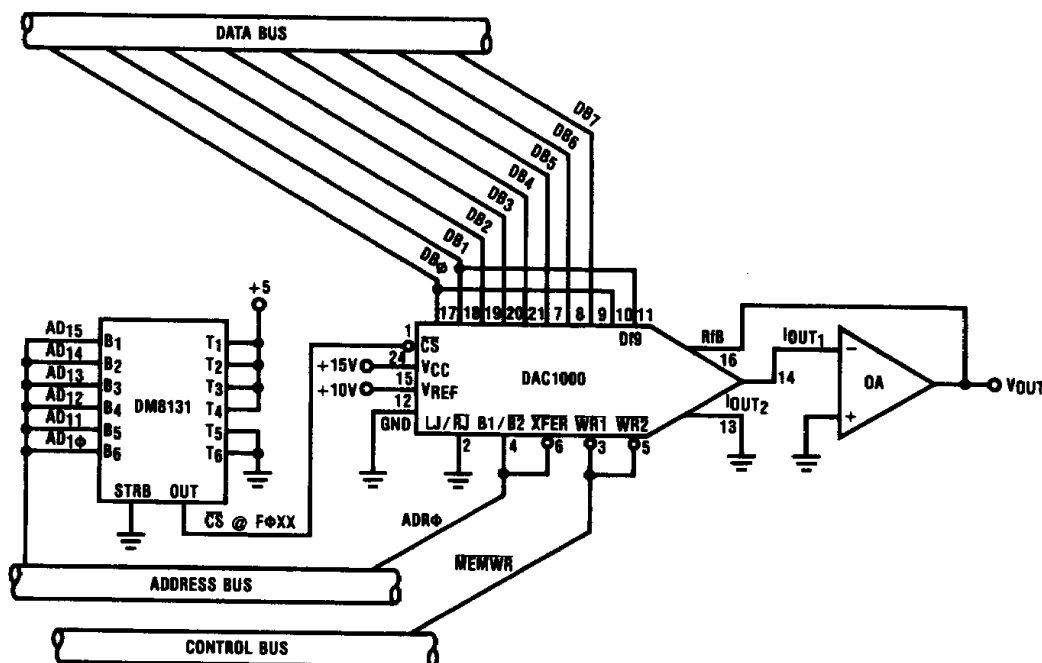 DATA BUS
DB7
DB6
DB5
DB4
DB3
DB2
DB1
DBΦ
17 18 19 20 21 7 8 9 10 11
+5
AD15
AD14
AD13
AD12
AD11
AD1Φ
B1
B2
B3
B4
B5
B6
DM8131
T1
T2
T3
T4
T5
T6
STRB OUT
CS @ FΦXX
1
CS
+15V
24
VCC
+10V
15
VREF
12
GND
DAC1000
DI9
RfB
16
IOUT1
14
IOUT2
13
LJ/RJ B1/B2 XFER WR1 WR2
2 4 6 3 5
−
+
OA
VOUT
ADRΦ
MEMWR
ADDRESS BUS
CONTROL BUS